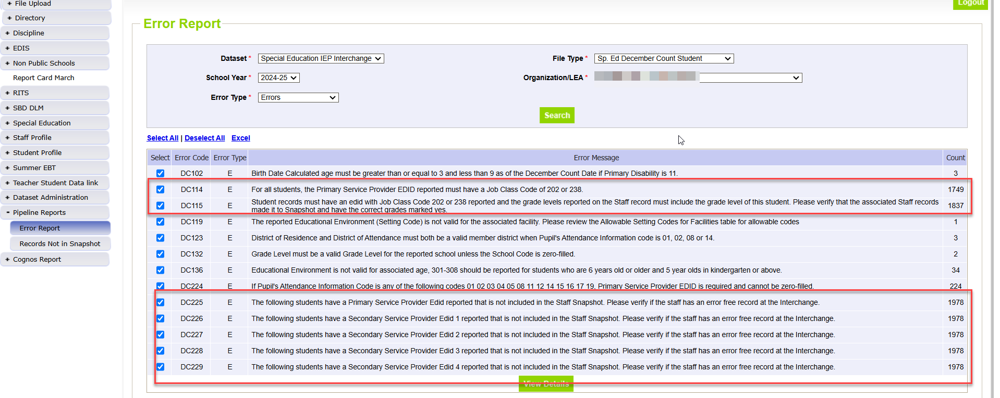 + File Upload
+ Directory
+ Discipline
+ EDIS
+ Non Public Schools
Report Card March
+ RITS
+ SBD DLM
+ Special Education
+ Staff Profile
+ Student Profile
+ Summer EBT
+ Teacher Student Data link
+ Dataset Administration
- Pipeline Reports
Error Report
Records Not in Snapshot
+ Cognos Report
Logout
Error Report
Dataset * Special Education IEP Interchange
File Type * Sp. Ed December Count Student
School Year * 2024-25
Organization/LEA *
Error Type * Errors
Search
Select All | Deselect All Excel
Select Error Code Error Type Error Message Count
DC102 E Birth Date Calculated age must be greater than or equal to 3 and less than 9 as of the December Count Date if Primary Disability is 11. 3
DC114 E For all students, the Primary Service Provider EDID reported must have a Job Class Code of 202 or 238. 1749
DC115 E Student records must have an edid with Job Class Code 202 or 238 reported and the grade levels reported on the Staff record must include the grade level of this student. Please verify that the associated Staff records
made it to Snapshot and have the correct grades marked yes. 1837
DC119 E The reported Educational Environment (Setting Code) is not valid for the associated facility. Please review the Allowable Setting Codes for Facilities table for allowable codes 1
DC123 E District of Residence and District of Attendance must both be a valid member district when Pupil's Attendance Information code is 01, 02, 08 or 14. 3
DC132 E Grade Level must be a valid Grade Level for the reported school unless the School Code is zero-filled. 2
DC136 E Educational Environment is not valid for associated age, 301-308 should be reported for students who are 6 years old or older and 5 year olds in kindergarten or above. 34
DC224 E If Pupil's Attendance Information Code is any of the following codes 01 02 03 04 05 08 11 12 14 15 16 17 19, Primary Service Provider EDID is required and cannot be zero-filled. 224
DC225 E The following students have a Primary Service Provider Edid reported that is not included in the Staff Snapshot. Please verify if the staff has an error free record at the Interchange. 1978
DC226 E The following students have a Secondary Service Provider Edid 1 reported that is not included in the Staff Snapshot. Please verify if the staff has an error free record at the Interchange. 1978
DC227 E The following students have a Secondary Service Provider Edid 2 reported that is not included in the Staff Snapshot. Please verify if the staff has an error free record at the Interchange. 1978
DC228 E The following students have a Secondary Service Provider Edid 3 reported that is not included in the Staff Snapshot. Please verify if the staff has an error free record at the Interchange. 1978
DC229 E The following students have a Secondary Service Provider Edid 4 reported that is not included in the Staff Snapshot. Please verify if the staff has an error free record at the Interchange. 1978
View Details